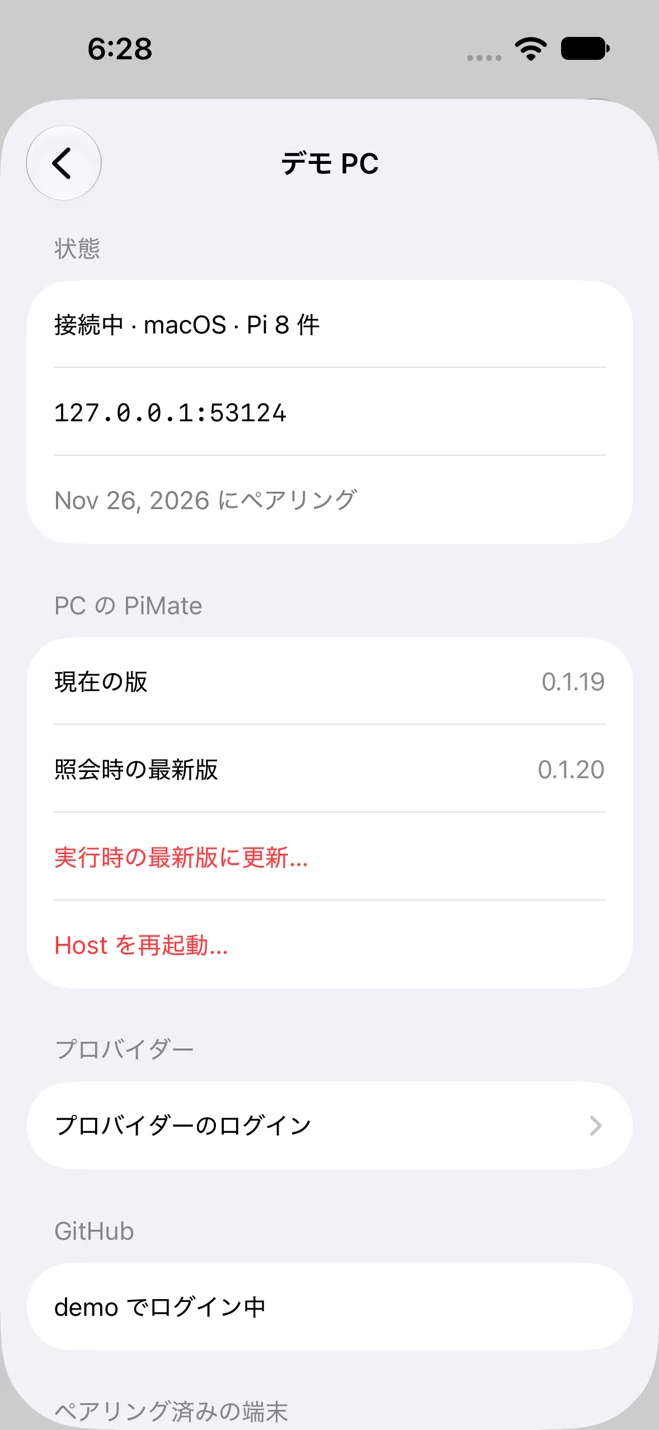 6:28
デモ PC
状態
接続中 · macOS · Pi 8 件
127.0.0.1:53124
Nov 26, 2026 にペアリング
PC の PiMate
現在の版 0.1.19
照会時の最新版 0.1.20
実行時の最新版に更新...
Host を再起動...
プロバイダー
プロバイダーのログイン
GitHub
demo でログイン中
ペアリング済みの端末